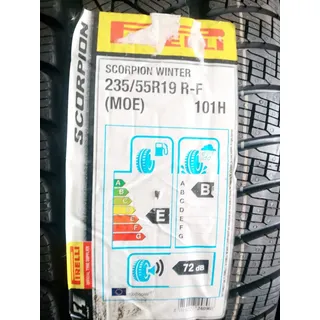 PIRELLI
SCORPION
SCORPION WINTER
235/55R19 R-F
(MOE) 101H
A
B
C
D
E
F
G
E
A
B
C
D
E
F
G
B
72 dB
PIRELLI